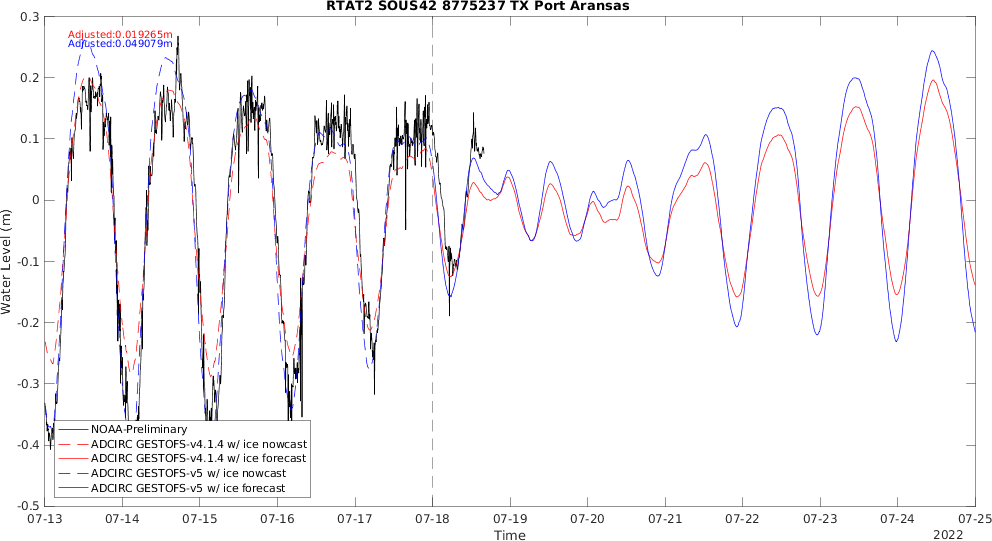 RTAT2 SOUS42 8775237 TX Port Aransas
Adjusted:0.019265m
Adjusted:0.049079m
Water Level (m)
0.3
0.2
0.1
0
-0.1
-0.2
-0.3
-0.4
-0.5
NOAA-Preliminary
ADCIRC GESTOFS-v4.1.4 w/ ice nowcast
ADCIRC GESTOFS-v4.1.4 w/ ice forecast
ADCIRC GESTOFS-v5 w/ ice nowcast
ADCIRC GESTOFS-v5 w/ ice forecast
07-13 07-14 07-15 07-16 07-17 07-18 07-19 07-20 07-21 07-22 07-23 07-24 07-25
Time
2022